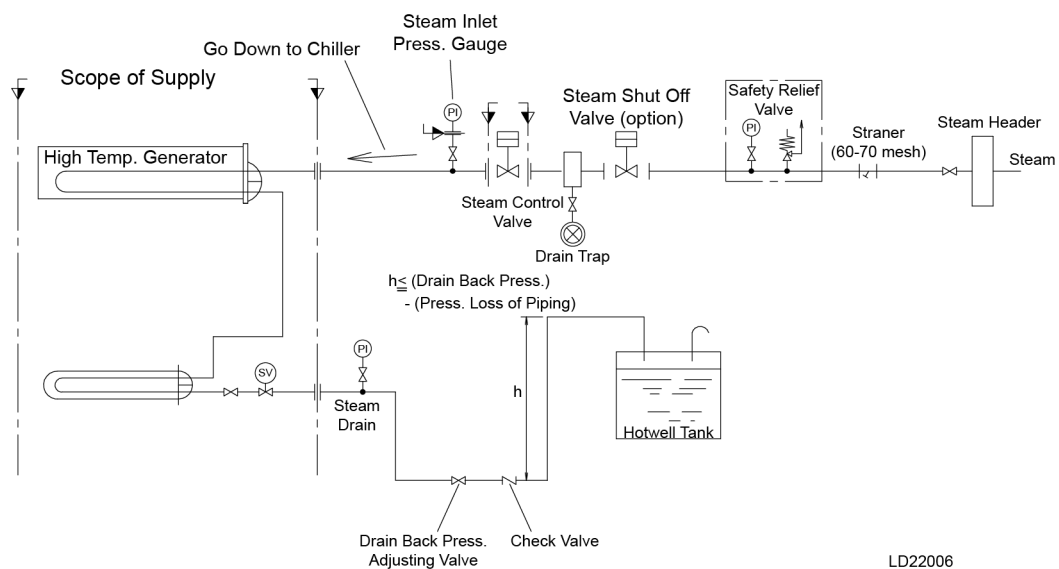 Steam Inlet
Press. Gauge
Go Down to Chiller
Scope of Supply
Steam Shut Off
Valve (option)
Safety Relief
Valve
Straner
(60-70 mesh)
Steam Header
Steam
PI
PI
High Temp. Generator
Steam Control
Valve
Drain Trap
h≦ (Drain Back Press.)
- (Press. Loss of Piping)
PI
SV
Steam
Drain
h
Hotwell Tank
Drain Back Press.
Adjusting Valve
Check Valve
LD22006